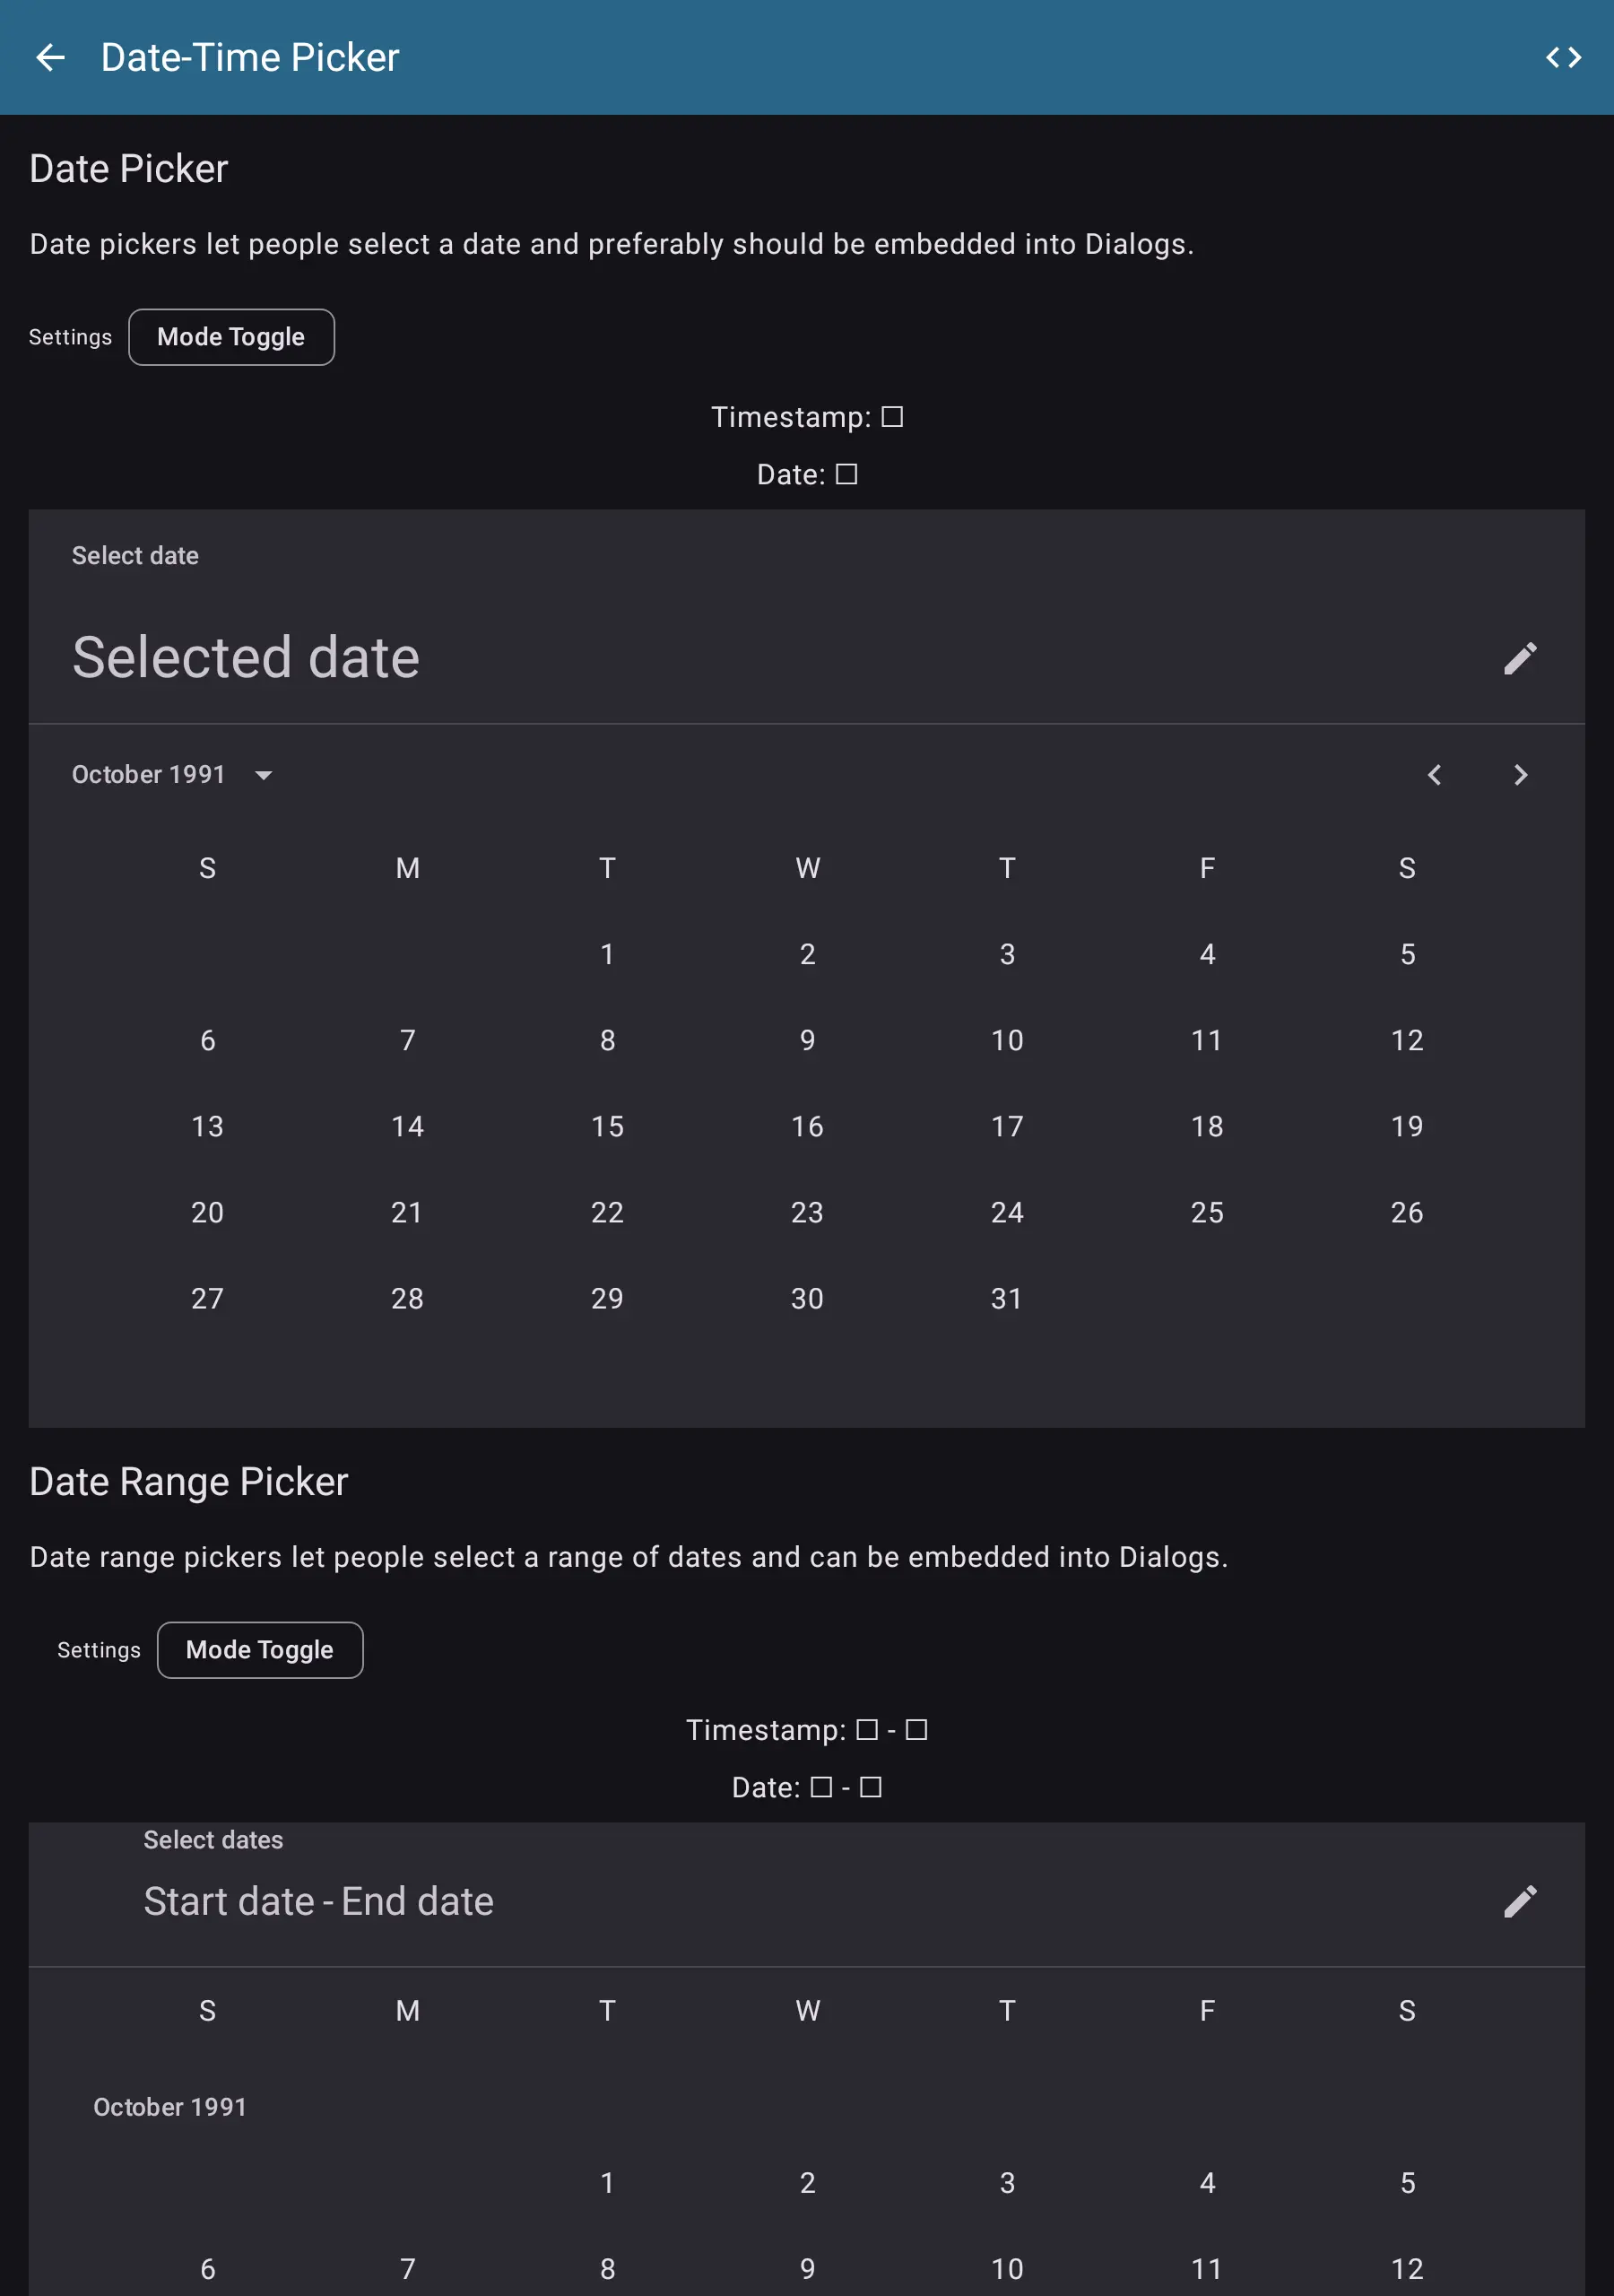 Date-Time Picker
Date Picker
Date pickers let people select a date and preferably should be embedded into Dialogs.
Settings Mode Toggle
Timestamp: □
Date: □
Select date
Selected date
October 1991
S M T W T F S
1 2 3 4 5
6 7 8 9 10 11 12
13 14 15 16 17 18 19
20 21 22 23 24 25 26
27 28 29 30 31
Date Range Picker
Date range pickers let people select a range of dates and can be embedded into Dialogs.
Settings Mode Toggle
Timestamp: □ - □
Date: □ - □
Select dates
Start date - End date
S M T W T F S
October 1991
1 2 3 4 5
6 7 8 9 10 11 12